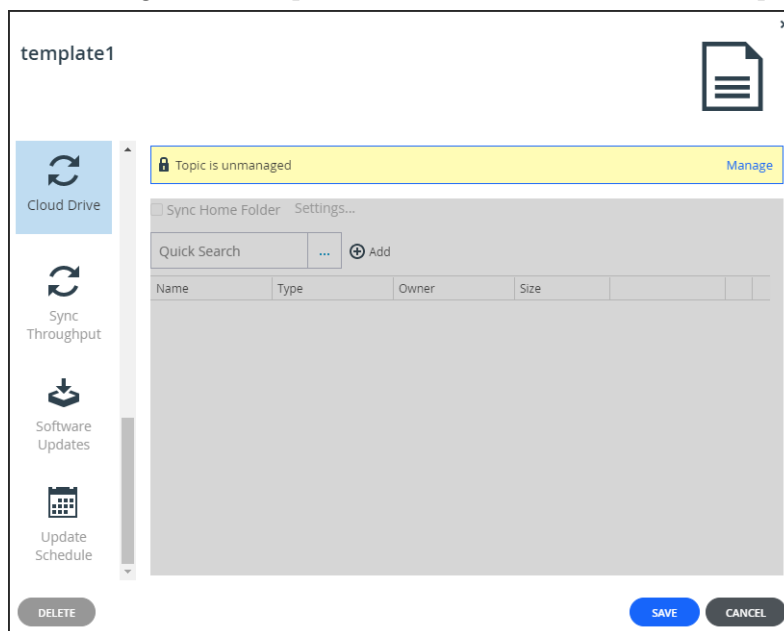 template1
Topic is unmanaged Manage
Cloud Drive
Sync Home Folder Settings...
Quick Search ... Add
Name Type Owner Size
Sync
Throughput
Software
Updates
Update
Schedule
DELETE SAVE CANCEL